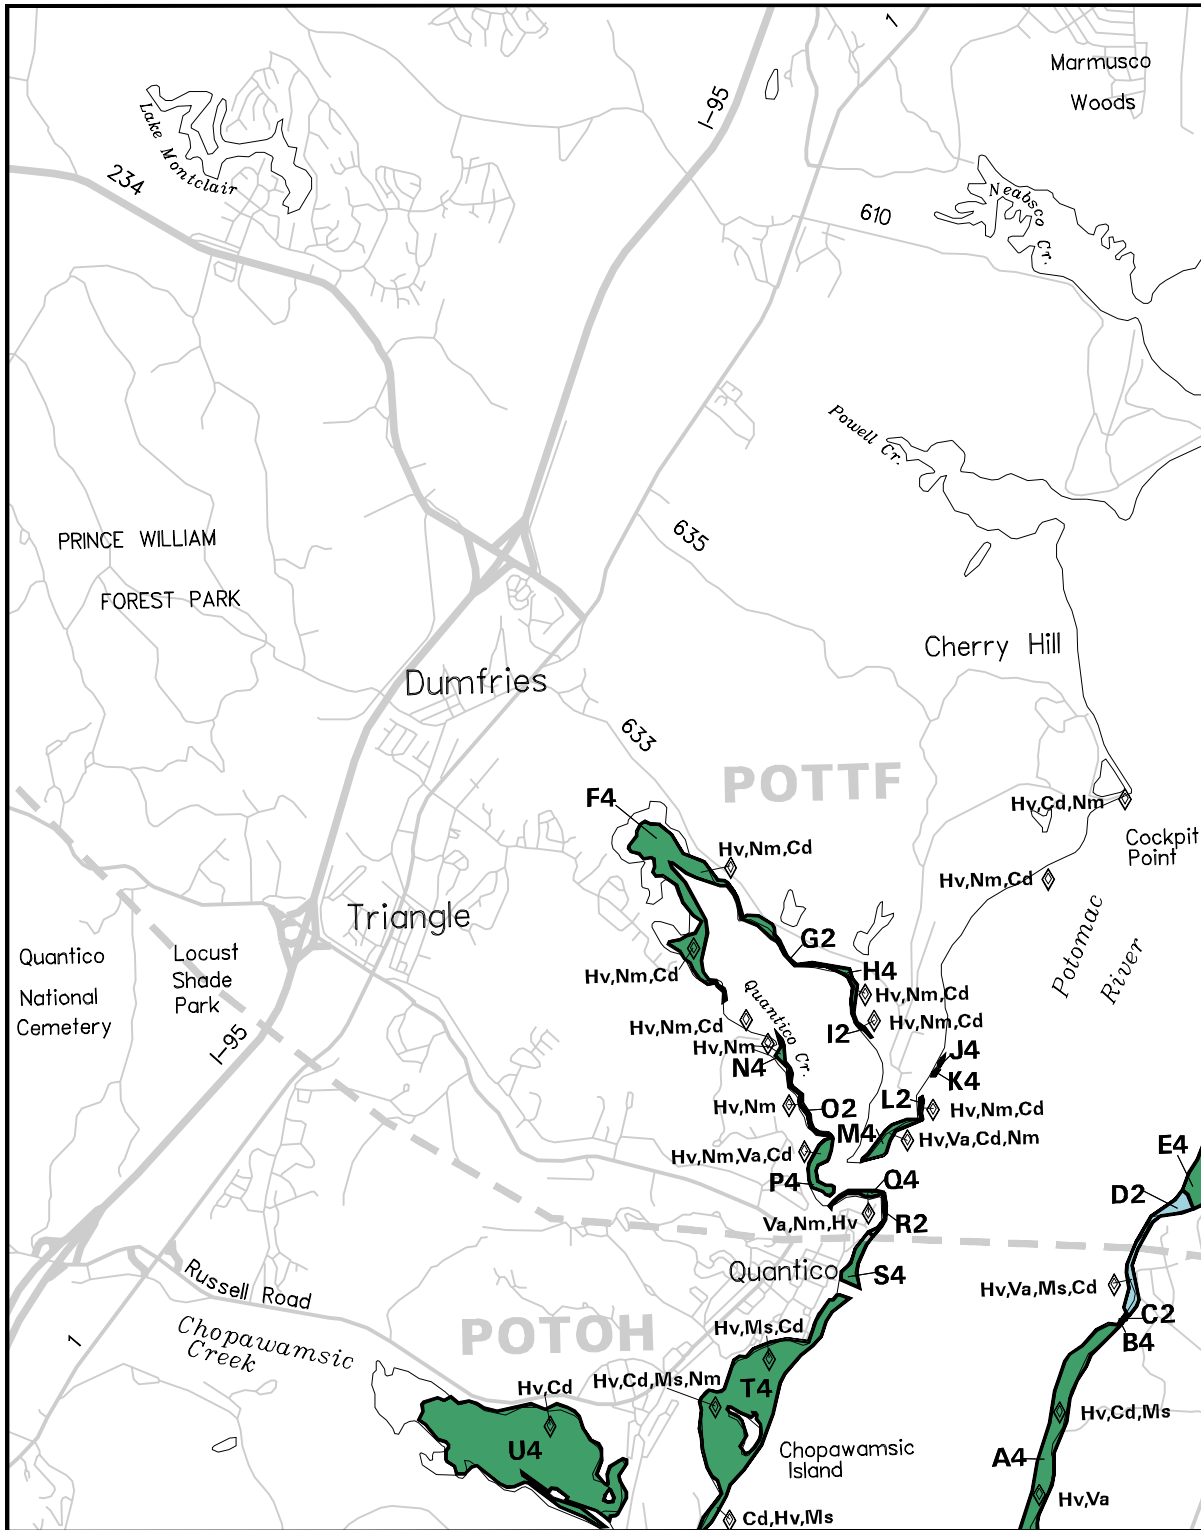 1
Marmusco
Woods
I-95
Lake Montclair
234
Neabsco
Cr.
610
Powell Cr.
635
PRINCE WILLIAM
FOREST PARK
Cherry Hill
Dumfries
633
POTTF
F4
Hv,Cd,Nm
Cockpit
Point
Hv,Nm,Cd
Hv,Nm,Cd
Triangle
Potomac
River
G2
Quantico
National
Cemetery
Locust
Shade
Park
H4
Hv,Nm,Cd
Quantico Cr.
Hv,Nm,Cd
Hv,Nm,Cd
Hv,Nm,Cd
I2
I-95
Hv,Nm
J4
N4
K4
L2
Hv,Nm
O2
Hv,Nm,Cd
M4
Hv,Va,Cd,Nm
E4
Hv,Nm,Va,Cd
P4
Q4
D2
Va,Nm,Hv
R2
Quantico
S4
Russell Road
Hv,Va,Ms,Cd
C2
B4
Chopawamsic
Creek
1
POTOH
Hv,Ms,Cd
Hv,Cd
Hv,Cd,Ms,Nm
T4
Hv,Cd,Ms
U4
Chopawamsic
Island
A4
Hv,Va
Cd,Hv,Ms